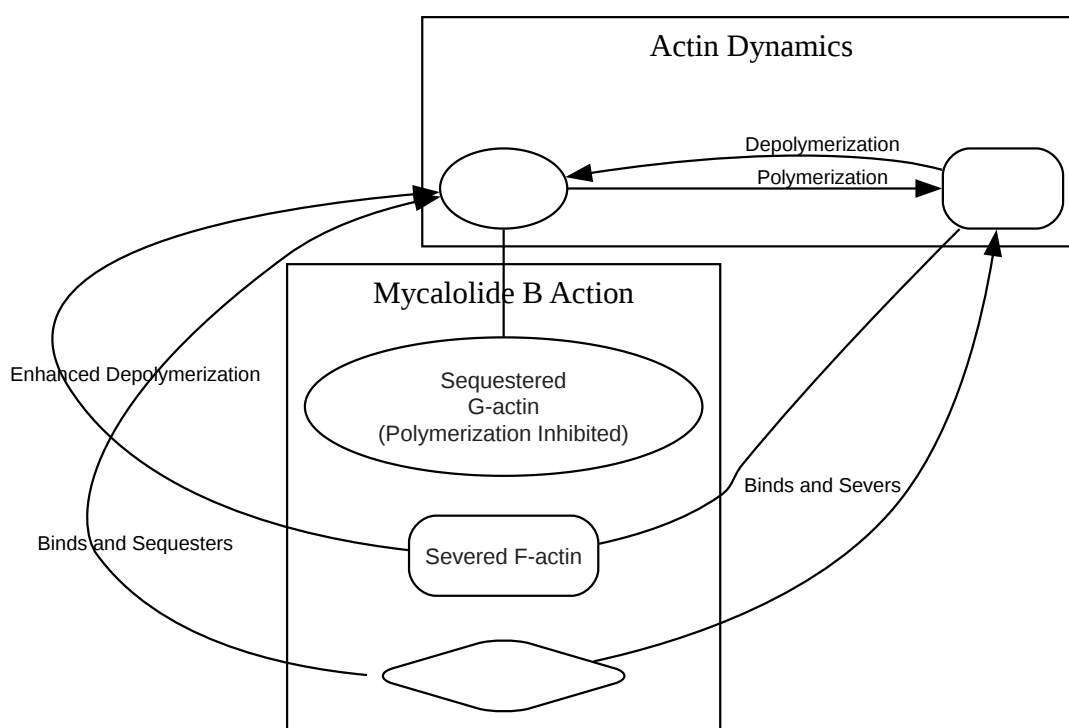 Actin Dynamics
Depolymerization
Polymerization
Mycalolide B Action
Enhanced Depolymerization
Sequestered
G-actin
(Polymerization Inhibited)
Binds and Severs
Binds and Sequesters
Severed F-actin